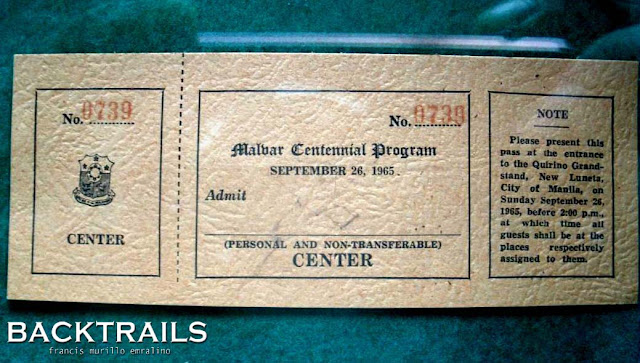 No. 0739
CENTER
No. 0739
Malvar Centennial Program
SEPTEMBER 26, 1965.
Admit
(PERSONAL AND NON-TRANSFERABLE)
CENTER
NOTE
Please present this
pass at the entrance
to the Quirino Grand-
stand, New Luneta,
City of Manila, on
Sunday September 26,
1965, before 2:00 p.m.,
at which time all
guests shall be at the
places respectively
assigned to them.
BACKTRAILS
francis murillo emralino